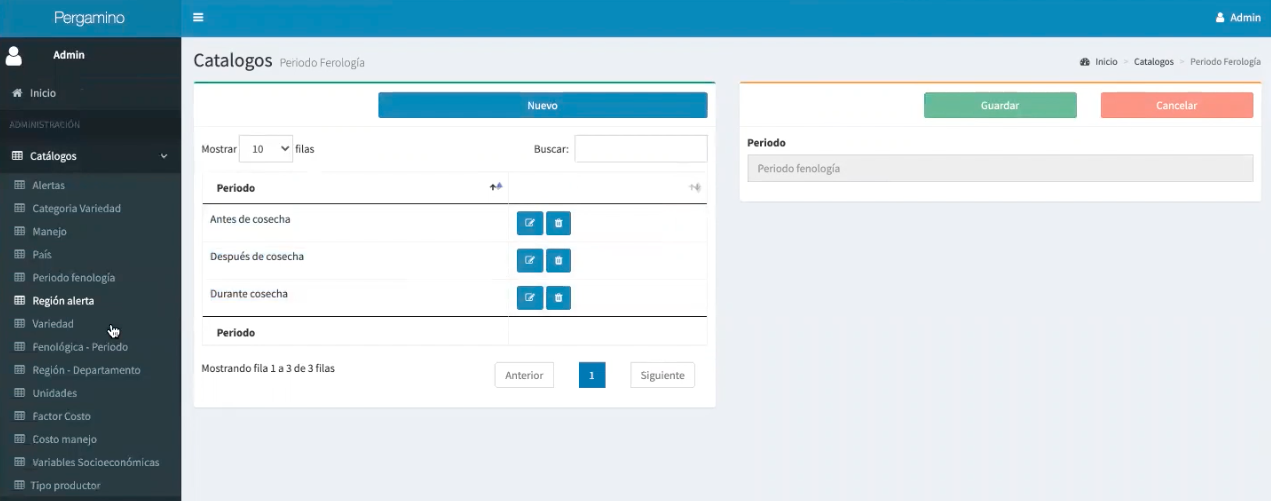 Pergamino
Admin
Admin
Inicio
ADMINISTRACIÓN
Catálogos
Alertas
Categoria Variedad
Manejo
País
Periodo fenología
Región alerta
Variedad
Fenológica - Periodo
Región - Departamento
Unidades
Factor Costo
Costo manejo
Variables Socioeconómicas
Tipo productor
Catalogos Periodo Ferología
Inicio > Catalogos > Periodo Ferología
Nuevo
Mostrar 10 filas
Buscar:
Periodo
Antes de cosecha
Después de cosecha
Durante cosecha
Periodo
Mostrando fila 1 a 3 de 3 filas
Anterior 1 Siguiente
Guardar Cancelar
Periodo
Periodo fenología